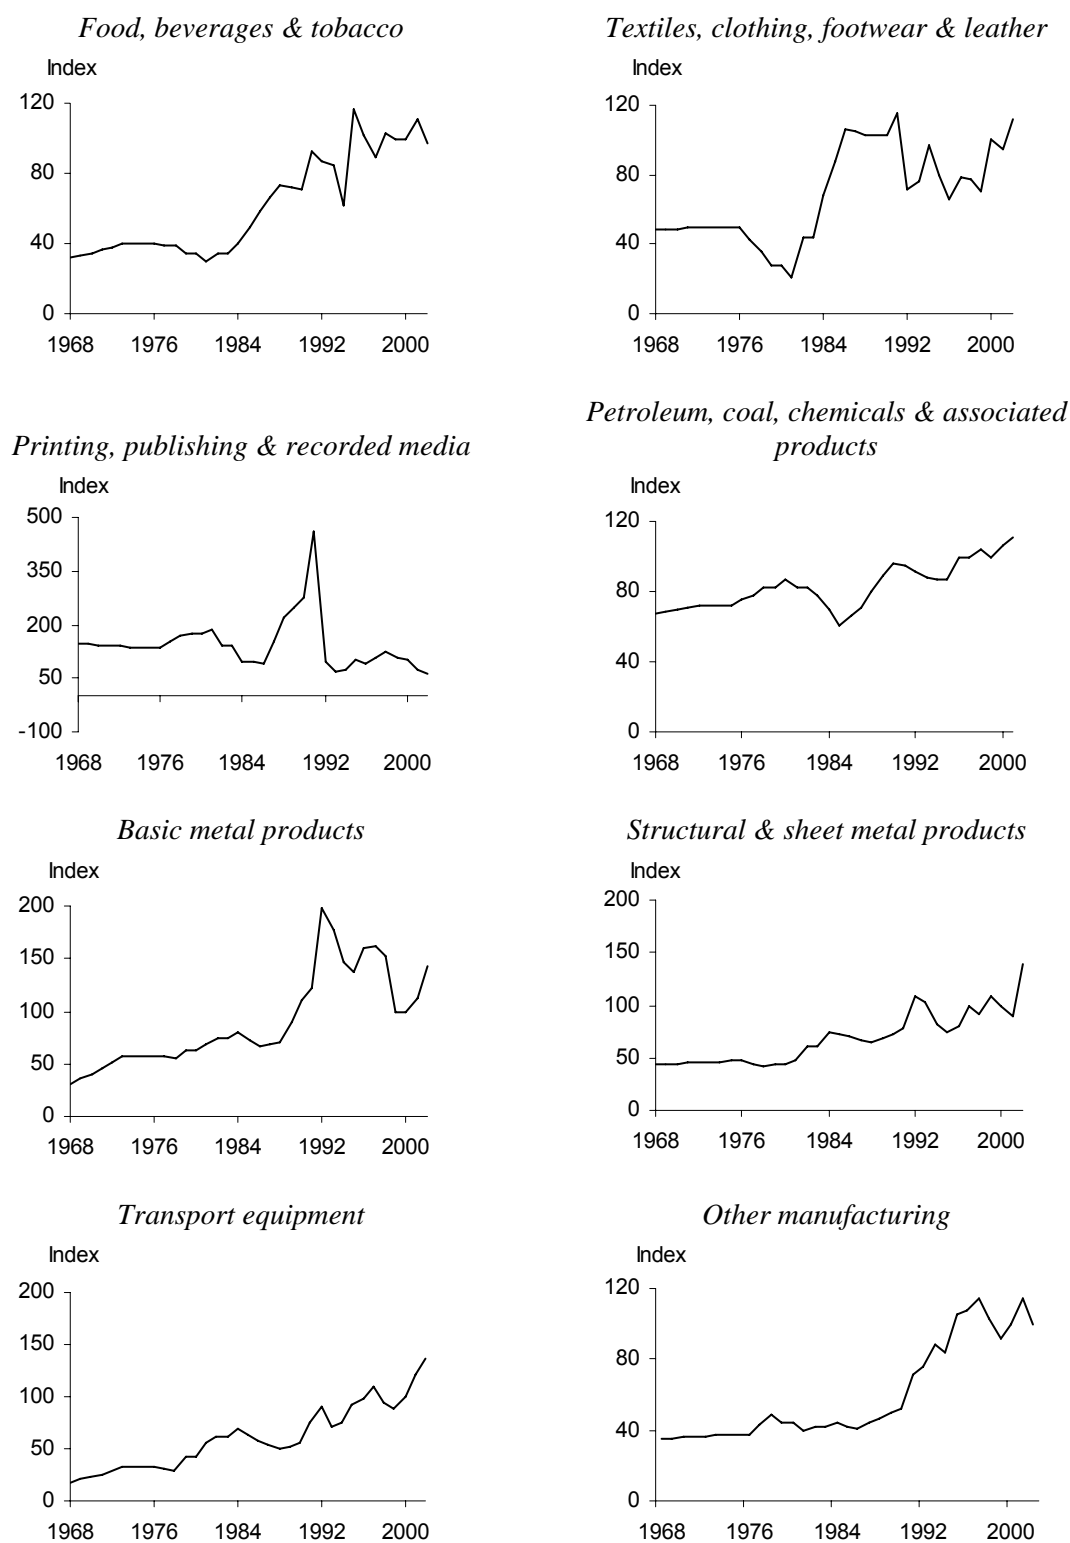 Food, beverages & tobacco
Index
120
80
40
0
1968 1976 1984 1992 2000
Textiles, clothing, footwear & leather
Index
120
80
40
0
1968 1976 1984 1992 2000
Printing, publishing & recorded media
Index
500
350
200
50
-100
1968 1976 1984 1992 2000
Petroleum, coal, chemicals & associated
products
Index
120
80
40
0
1968 1976 1984 1992 2000
Basic metal products
Index
200
150
100
50
0
1968 1976 1984 1992 2000
Structural & sheet metal products
Index
200
150
100
50
0
1968 1976 1984 1992 2000
Transport equipment
Index
200
150
100
50
0
1968 1976 1984 1992 2000
Other manufacturing
Index
120
80
40
0
1968 1976 1984 1992 2000